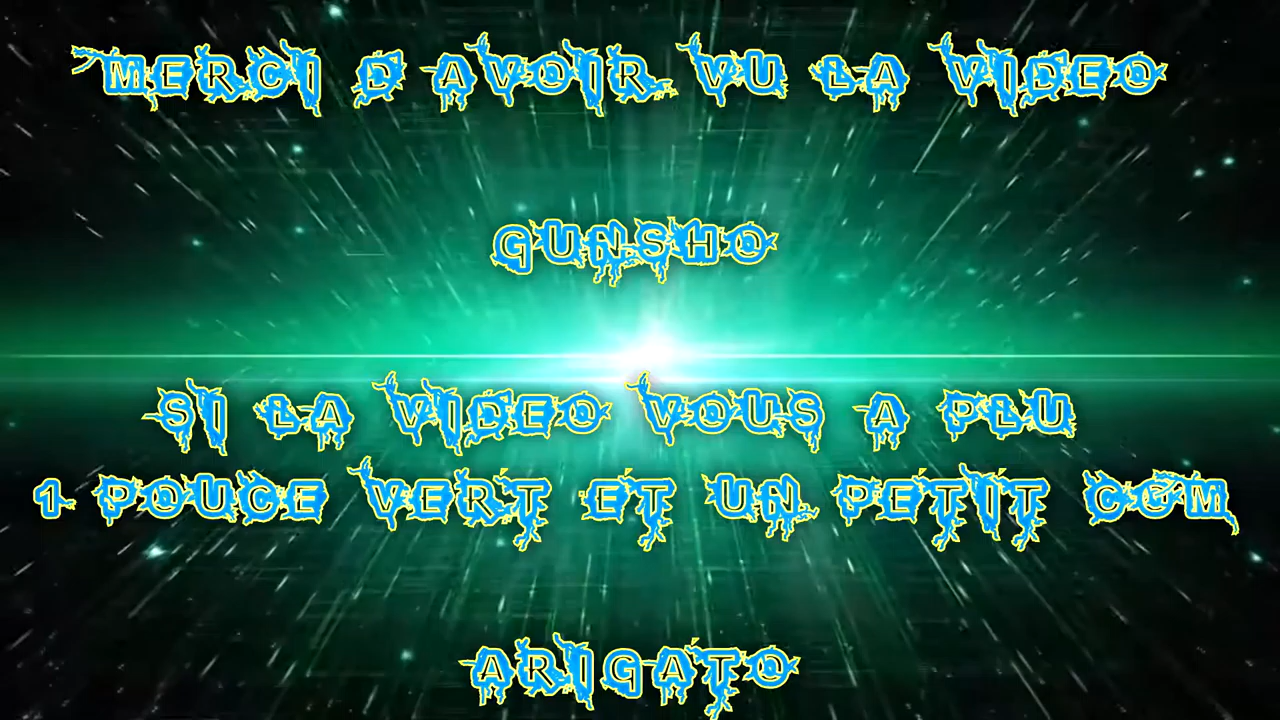 MERCI D AVOIR VU LA VIDEO
GUNSHO
SI LA VIDEO VOUS A PLU
1 POUCE VERT ET UN PETIT COM
ARIGATO